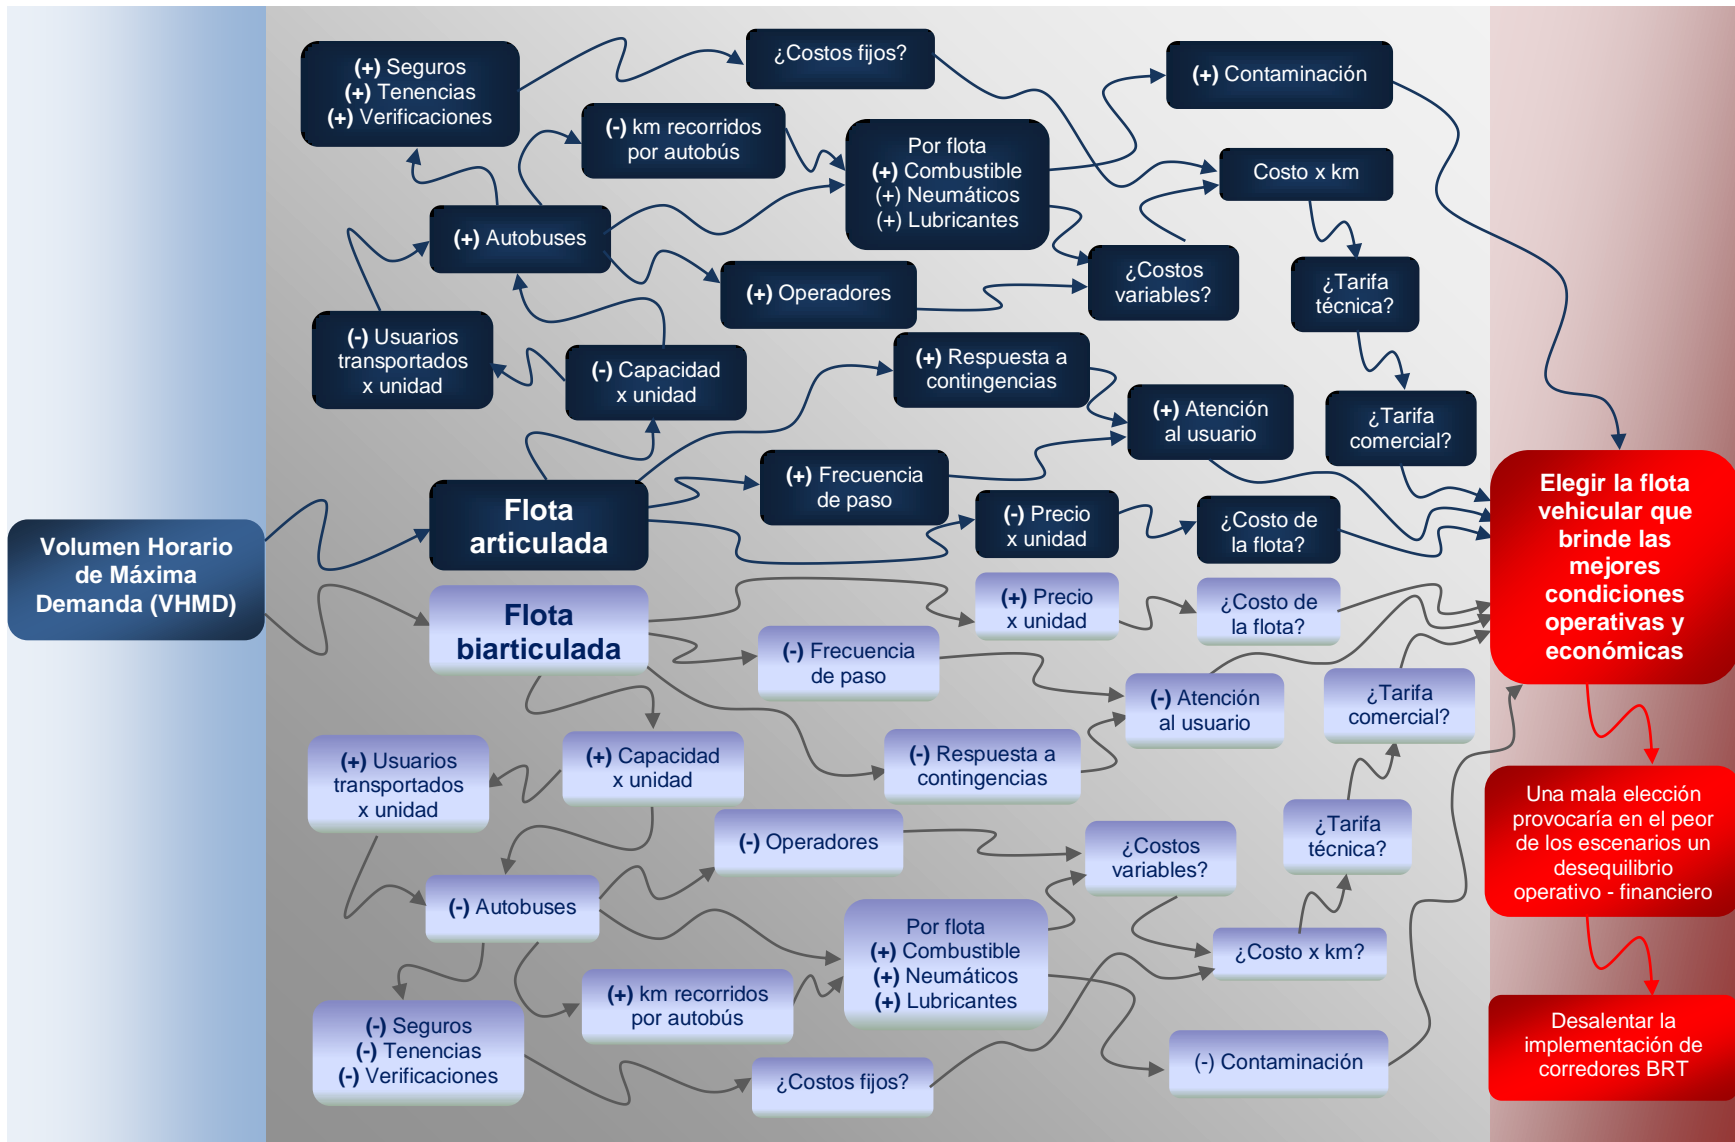 Volumen Horario
de Máxima
Demanda (VHMD)
(+) Seguros
(+) Tenencias
(+) Verificaciones
¿Costos fijos?
(+) Contaminación
(-) km recorridos
por autobús
Por flota
(+) Combustible
(+) Neumáticos
(+) Lubricantes
Costo x km
(+) Autobuses
(+) Operadores
¿Costos
variables?
¿Tarifa
técnica?
(-) Usuarios
transportados
x unidad
(-) Capacidad
x unidad
(+) Respuesta a
contingencias
(+) Atención
al usuario
¿Tarifa
comercial?
Flota
articulada
(+) Frecuencia
de paso
(-) Precio
x unidad
¿Costo de
la flota?
Flota
biarticulada
(+) Precio
x unidad
¿Costo de
la flota?
(-) Frecuencia
de paso
(-) Atención
al usuario
¿Tarifa
comercial?
(+) Usuarios
transportados
x unidad
(+) Capacidad
x unidad
(-) Respuesta a
contingencias
(-) Operadores
¿Costos
variables?
¿Tarifa
técnica?
(-) Autobuses
Por flota
(+) Combustible
(+) Neumáticos
(+) Lubricantes
¿Costo x km?
(+) km recorridos
por autobús
(-) Seguros
(-) Tenencias
(-) Verificaciones
¿Costos fijos?
(-) Contaminación
Elegir la flota
vehicular que
brinde las
mejores
condiciones
operativas y
económicas
Una mala elección
provocaría en el peor
de los escenarios un
desequilibrio
operativo - financiero
Desalentar la
implementación de
corredores BRT